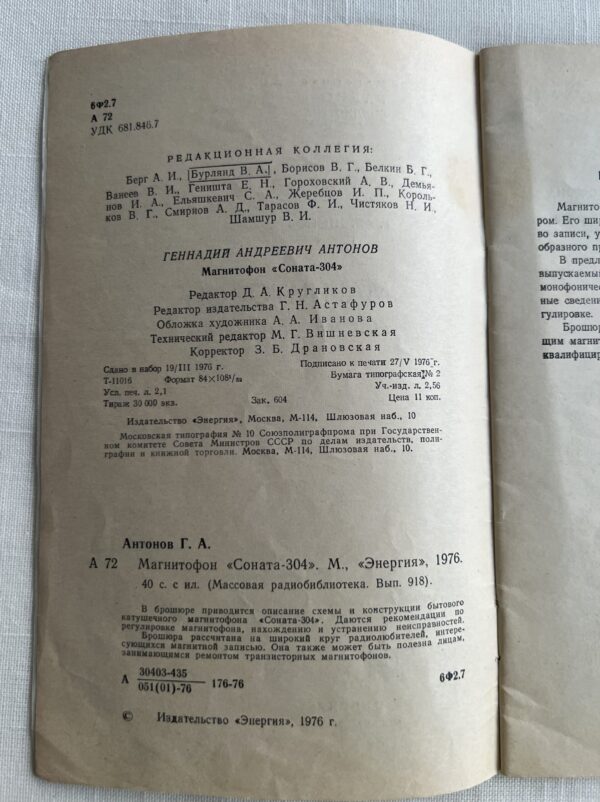 6Ф2.7
А 72
УДК 681.846.7
РЕДАКЦИОННАЯ КОЛЛЕГИЯ:
Берг А. И., Бурлянд В. А., Борисов В. Г., Белкин Б. Г.,
Ванеев В. И., Геништа Е. Н., Гороховский А. В., Демья-
нов И. А., Ельяшкевич С. А., Жеребцов И. П., Король-
ков В. Г., Смирнов А. Д., Тарасов Ф. И., Чистяков Н. И.,
Шамшур В. И.
ГЕННАДИЙ АНДРЕЕВИЧ АНТОНОВ
Магнитофон «Соната-304»
Редактор Д. А. Кругликов
Редактор издательства Г. Н. Астафуров
Обложка художника А. А. Иванова
Технический редактор М. Г. Вишневская
Корректор З. Б. Драновская
Сдано в набор 19/III 1976 г. Подписано к печати 27/V 1976 г.
Т-11016 Формат 84×108¹/₃₂ Бумага типографская № 2
Усл. печ. л. 2,1 Уч.-изд. л. 2,56
Тираж 30 000 экз. Зак. 604 Цена 11 коп.
Издательство «Энергия», Москва, М-114, Шлюзовая наб., 10
Московская типография № 10 Союзполиграфпрома при Государствен-
ном комитете Совета Министров СССР по делам издательств, поли-
графии и книжной торговли. Москва, М-114, Шлюзовая наб., 10.
Антонов Г. А.
А 72 Магнитофон «Соната-304». М., «Энергия», 1976.
40 с. с ил. (Массовая радиобиблиотека. Вып. 918).
В брошюре приводится описание схемы и конструкции бытового
катушечного магнитофона «Соната-304». Даются рекомендации по
регулировке магнитофона, нахождению и устранению неисправностей.
Брошюра рассчитана на широкий круг радиолюбителей, интере-
сующихся магнитной записью. Она также может быть полезна лицам,
занимающимся ремонтом транзисторных магнитофонов.
А 30403-435
051(01)-76 176-76 6Ф2.7
© Издательство «Энергия», 1976 г.
Магнито
ром. Его шир
во записи, у
образного пр
В предл
выпускаемы
монофоничес
ные сведени
гулировке.
Брошюр
щим магнит
квалифицир